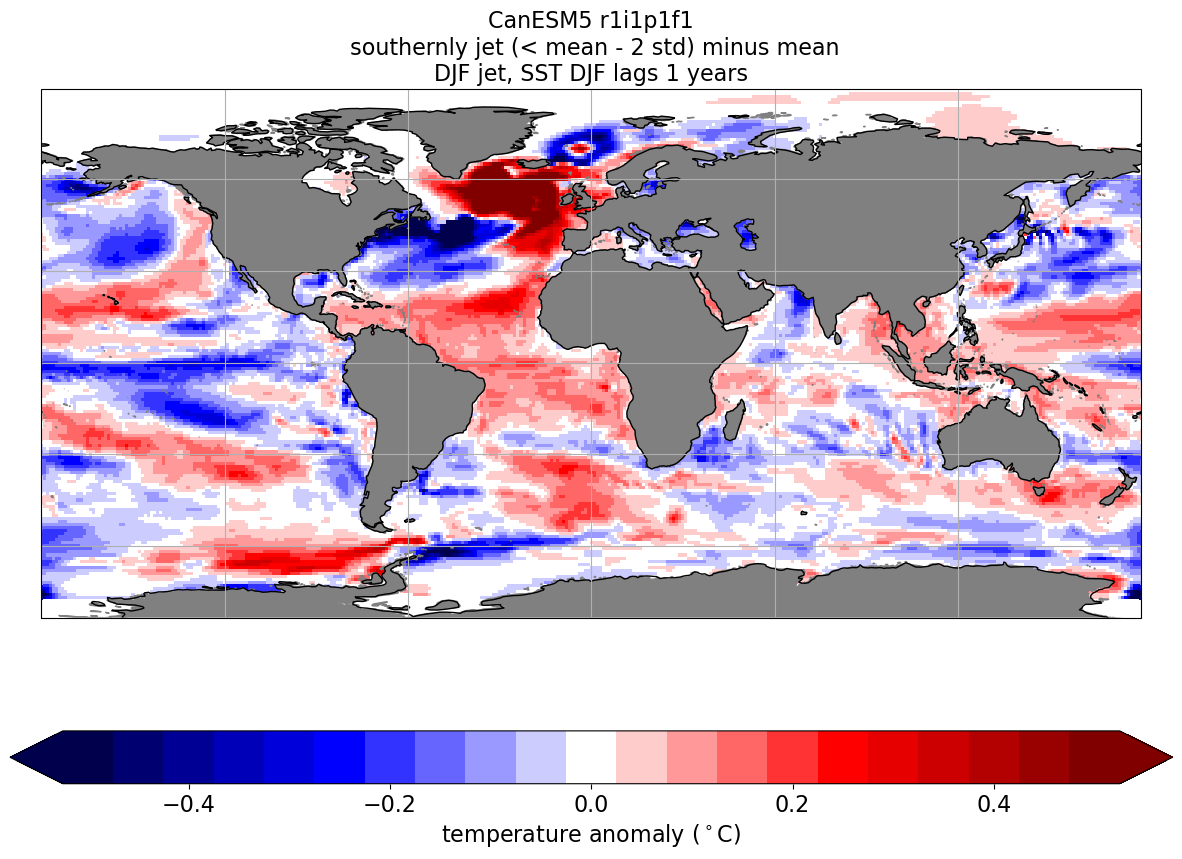 CanESM5 r1i1p1f1
southernly jet (< mean - 2 std) minus mean
DJF jet, SST DJF lags 1 years
−0.4 −0.2 0.0 0.2 0.4
temperature anomaly (°C)